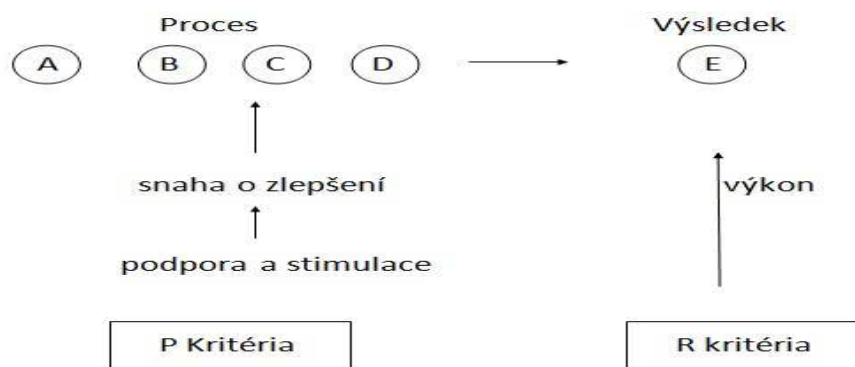 Proces Výsledek
A B C D E
snaha o zlepšení výkon
podpora a stimulace
P Kritéria R kritéria